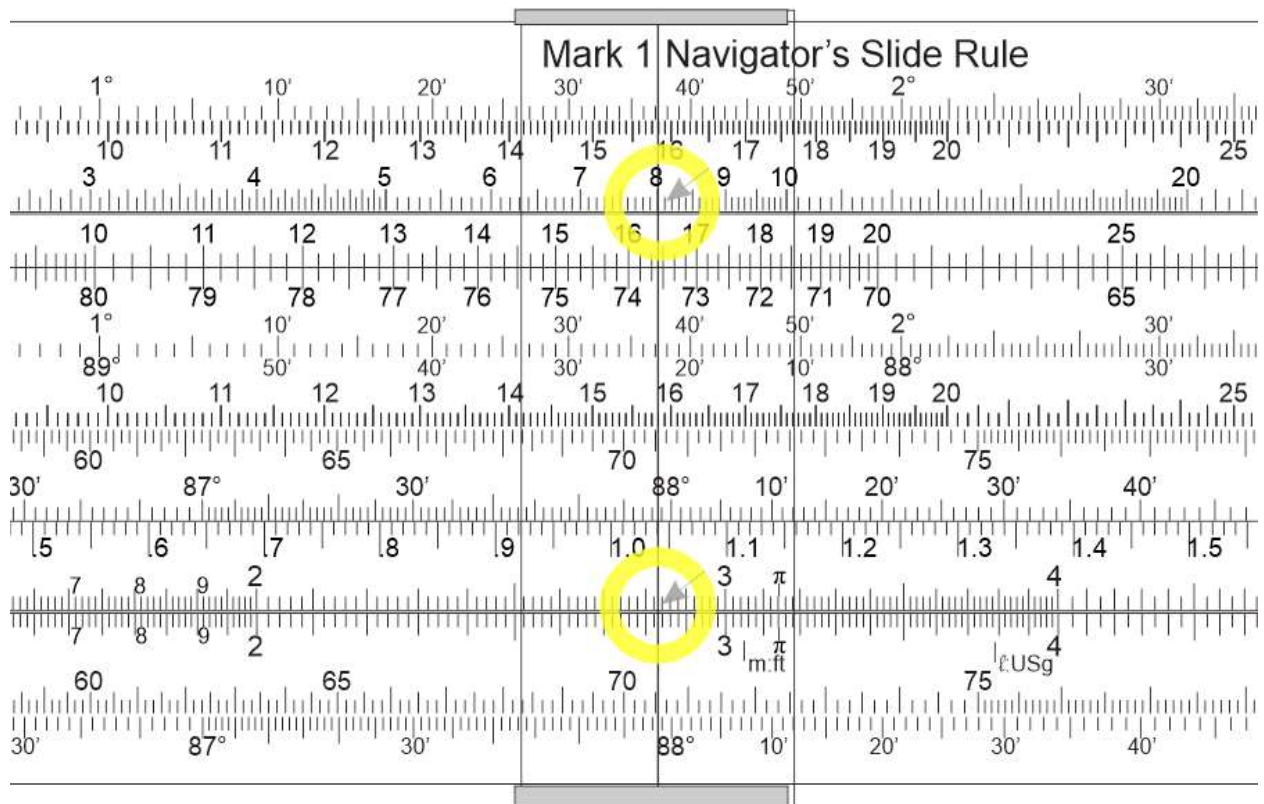 Mark 1 Navigator’s Slide Rule
1° 10′ 20′ 30′ 40′ 50′ 2° 30′
10 11 12 13 14 15 16 17 18 19 20 25
3 4 5 6 7 8 9 10 20
10 11 12 13 14 15 16 17 18 19 20 25
80 79 78 77 76 75 74 73 72 71 70 65
1° 10′ 20′ 30′ 40′ 50′ 2° 30′
89° 50′ 40′ 30′ 20′ 10′ 88° 30′
10 11 12 13 14 15 16 17 18 19 20 25
60 65 70 75
30′ 87° 30′ 88° 10′ 20′ 30′ 40′
.5 .6 .7 .8 .9 1.0 1.1 1.2 1.3 1.4 1.5
7 8 9 2 3 π 4
7 8 9 2 3 m:ft π ℓ:USg 4
60 65 70 75
30′ 87° 30′ 88° 10′ 20′ 30′ 40′